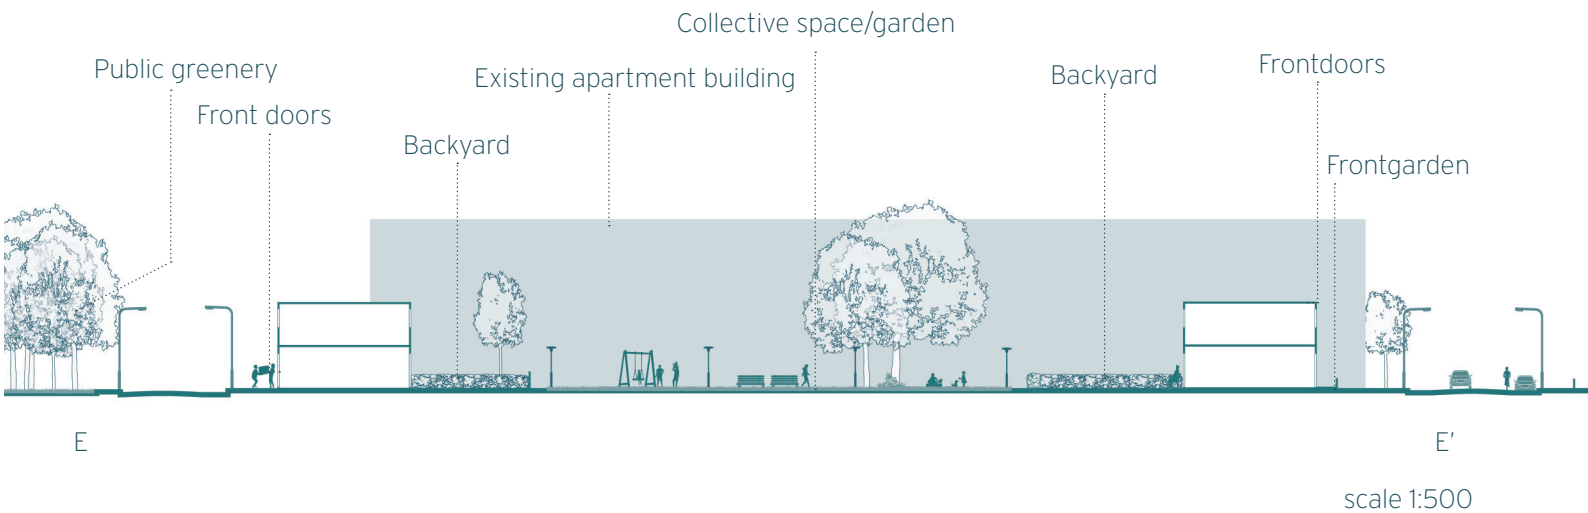 Collective space/garden
Public greenery
Existing apartment building
Backyard
Frontdoors
Front doors
Backyard
Frontgarden
E
E'
scale 1:500